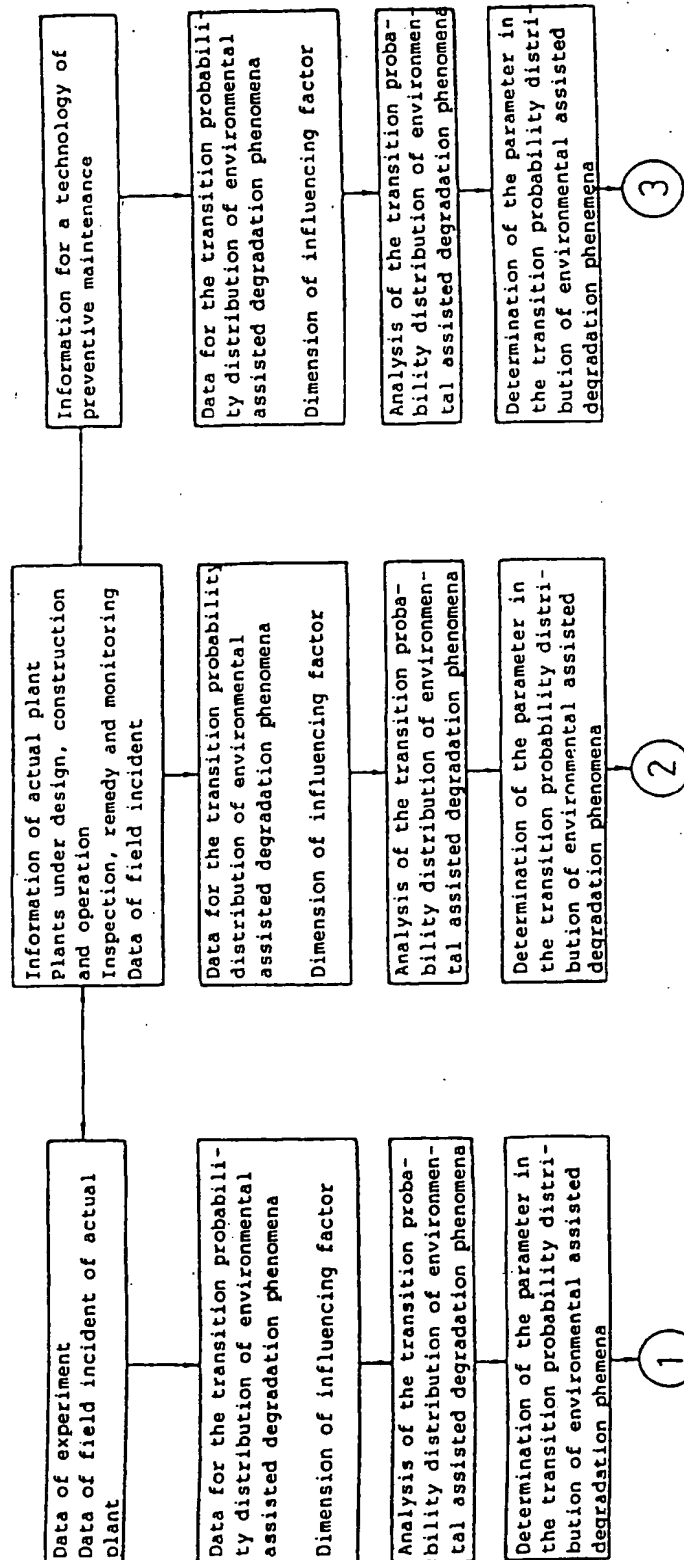 Data of experiment
Data of field incident of actual
plant
Data for the transition probabili-
ty distribution of environmental
assisted degradation phenomena
Dimension of influencing factor
Analysis of the transition proba-
bility distribution of environmen-
tal assisted degradation phenomena
Determination of the parameter in
the transition probability distri-
bution of environmental assisted
degradation phemena
1
Information of actual plant
Plants under design, construction
and operation
Inspection, remedy and monitoring
Data of field incident
Data for the transition probability
distribution of environmental
assisted degradation phenomena
Dimension of influencing factor
Analysis of the transition proba-
bility distribution of environmen-
tal assisted degradation phenomena
Determination of the parameter in
the transition probability distri-
bution of environmental assisted
degradation phenomena
2
Information for a technology of
preventive maintenance
Data for the transition probabili-
ty distribution of environmental
assisted degradation phenomena
Dimension of influencing factor
Analysis of the transition proba-
bility distribution of environmen-
tal assisted degradation phenomena
Determination of the parameter in
the transition probability distri-
bution of environmental assisted
degradation phenemena
3